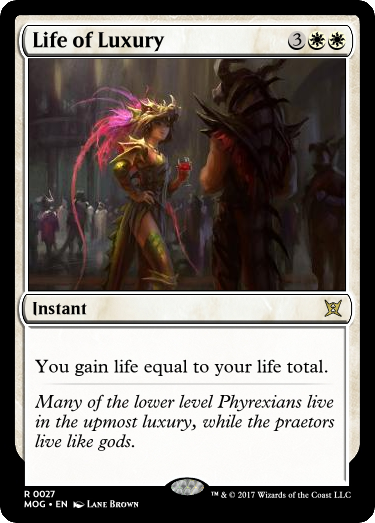 Life of Luxury 3
Instant
You gain life equal to your life total.
Many of the lower level Phyrexians live
in the upmost luxury, while the praetors
live like gods.
R 0027
MOG • EN Lane Brown
™ & © 2017 Wizards of the Coast LLC